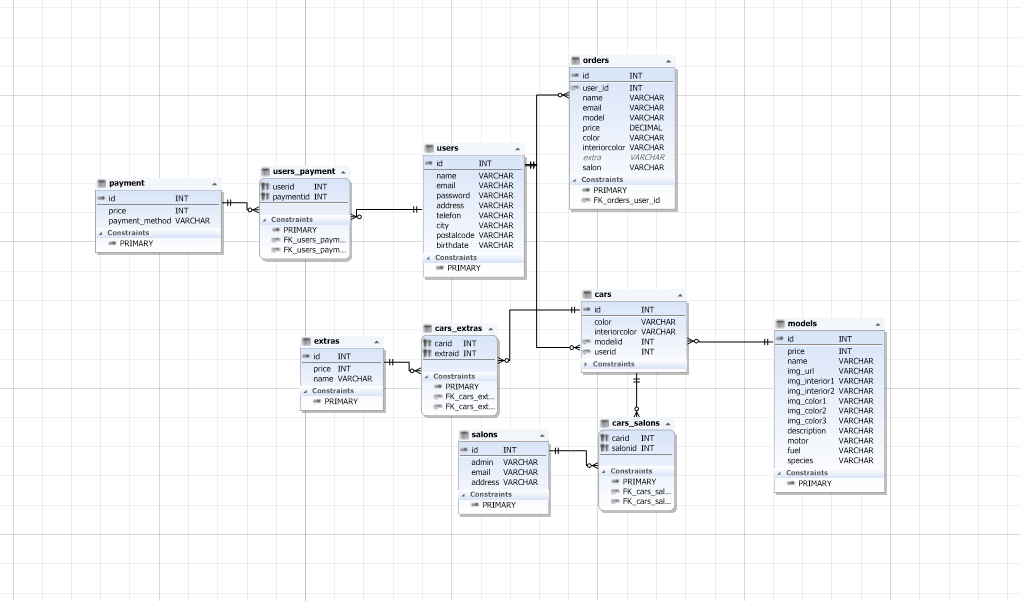 orders
id INT
user_id INT
name VARCHAR
email VARCHAR
model VARCHAR
price DECIMAL
color VARCHAR
interiorcolor VARCHAR
extra VARCHAR
salon VARCHAR
Constraints
PRIMARY
FK_orders_user_id
users
id INT
name VARCHAR
email VARCHAR
password VARCHAR
address VARCHAR
telefon VARCHAR
city VARCHAR
postalcode VARCHAR
birthdate VARCHAR
Constraints
PRIMARY
users_payment
userid INT
paymentid INT
Constraints
PRIMARY
FK_users_paym...
FK_users_paym...
payment
id INT
price INT
payment_method VARCHAR
Constraints
PRIMARY
cars
id INT
color VARCHAR
interiorcolor VARCHAR
modelid INT
userid INT
Constraints
models
id INT
price INT
name VARCHAR
img_url VARCHAR
img_interior1 VARCHAR
img_interior2 VARCHAR
img_color1 VARCHAR
img_color2 VARCHAR
img_color3 VARCHAR
description VARCHAR
motor VARCHAR
fuel VARCHAR
species VARCHAR
Constraints
PRIMARY
cars_extras
carid INT
extraid INT
Constraints
PRIMARY
FK_cars_ext...
FK_cars_ext...
extras
id INT
price INT
name VARCHAR
Constraints
PRIMARY
cars_salons
carid INT
salonid INT
Constraints
PRIMARY
FK_cars_sal...
FK_cars_sal...
salons
id INT
admin VARCHAR
email VARCHAR
address VARCHAR
Constraints
PRIMARY